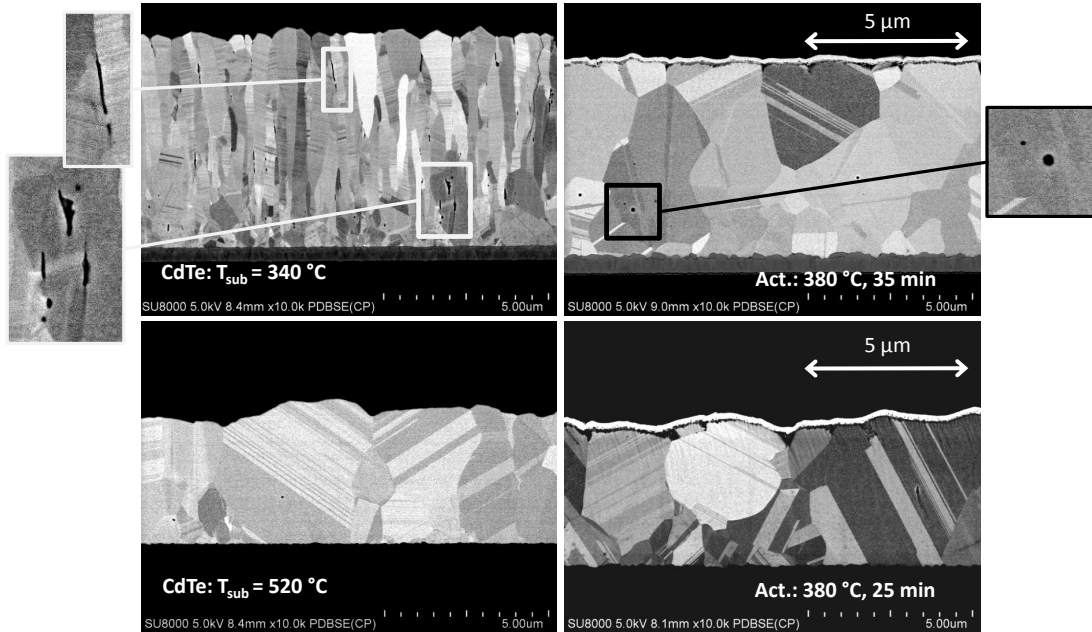 5 µm
CdTe: Tsub = 340 °C
SU8000 5.0kV 8.4mm x10.0k PDBSE(CP) 5.00um
Act.: 380 °C, 35 min
SU8000 5.0kV 9.0mm x10.0k PDBSE(CP) 5.00um
5 µm
CdTe: Tsub = 520 °C
SU8000 5.0kV 8.4mm x10.0k PDBSE(CP) 5.00um
Act.: 380 °C, 25 min
SU8000 5.0kV 8.1mm x10.0k PDBSE(CP) 5.00um